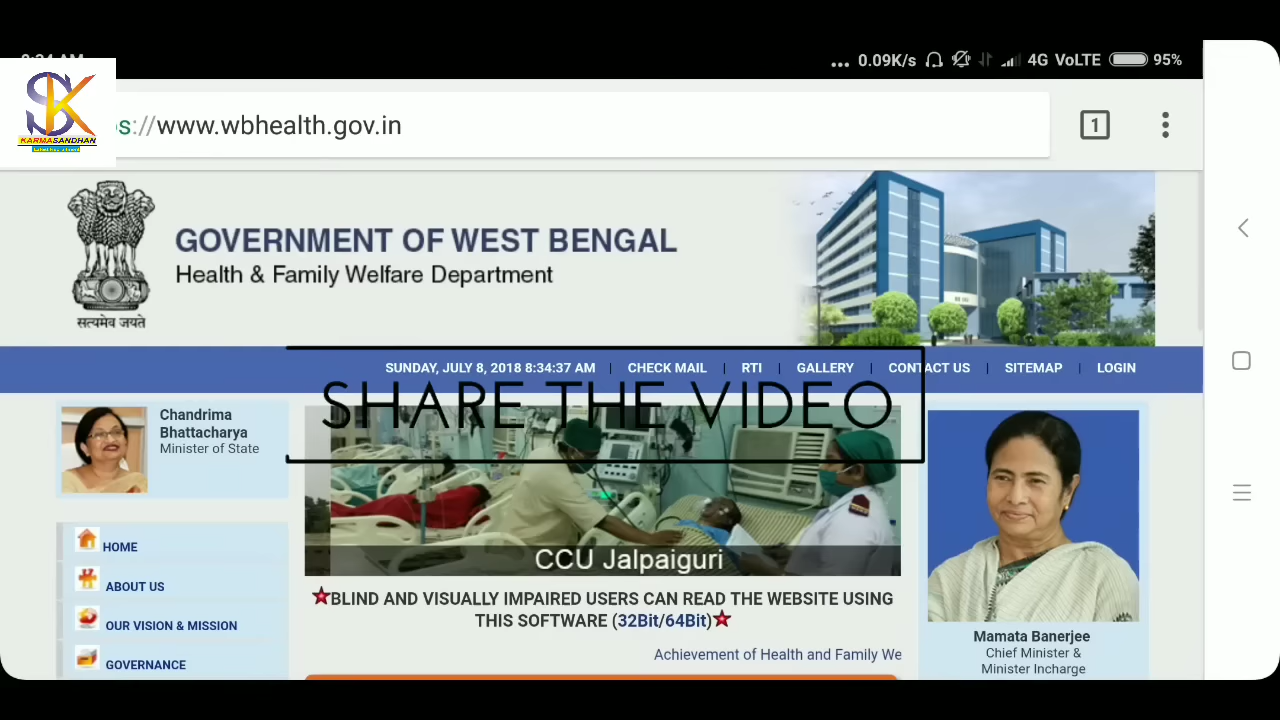 0.09K/s 4G VoLTE 95%
KARMASANDHAN
s://www.wbhealth.gov.in
1
GOVERNMENT OF WEST BENGAL
Health & Family Welfare Department
सत्यमेव जयते
SUNDAY, JULY 8, 2018 8:34:37 AM | CHECK MAIL | RTI | GALLERY | CONTACT US | SITEMAP | LOGIN
SHARE THE VIDEO
Chandrima
Bhattacharya
Minister of State
HOME
ABOUT US
OUR VISION & MISSION
GOVERNANCE
CCU Jalpaiguri
BLIND AND VISUALLY IMPAIRED USERS CAN READ THE WEBSITE USING
THIS SOFTWARE (32Bit/64Bit)
Achievement of Health and Family We
Mamata Banerjee
Chief Minister &
Minister Incharge